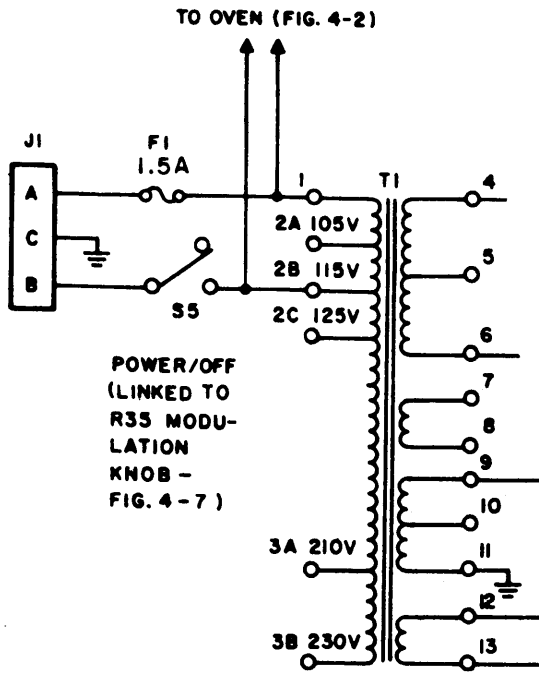 TO OVEN (FIG. 4-2)
J1
F1
1.5A
A
C
B
S5
POWER/OFF
(LINKED TO
R35 MODU-
LATION
KNOB -
FIG. 4-7)
1
T1
2A 105V
2B 115V
2C 125V
3A 210V
3B 230V
4
5
6
7
8
9
10
11
12
13